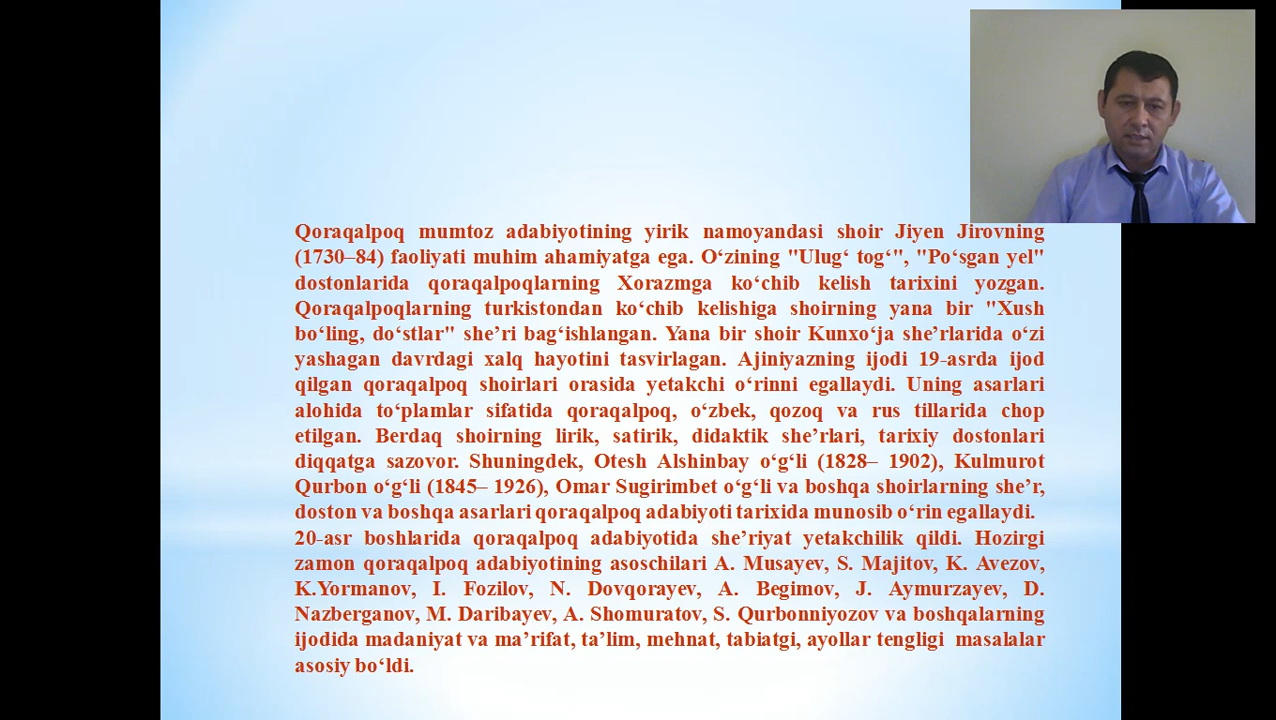 Qoraqalpoq mumtoz adabiyotining yirik namoyandasi shoir Jiyen Jirovning
(1730–84) faoliyati muhim ahamiyatga ega. O‘zining "Ulug‘ tog‘", "Po‘sgan yel"
dostonlarida qoraqalpoqlarning Xorazmga ko‘chib kelish tarixini yozgan.
Qoraqalpoqlarning turkistondan ko‘chib kelishiga shoirning yana bir "Xush
bo‘ling, do‘stlar" she’ri bag‘ishlangan. Yana bir shoir Kunxo‘ja she’rlarida o‘zi
yashagan davrdagi xalq hayotini tasvirlagan. Ajiniyazning ijodi 19-asrda ijod
qilgan qoraqalpoq shoirlari orasida yetakchi o‘rinni egallaydi. Uning asarlari
alohida to‘plamlar sifatida qoraqalpoq, o‘zbek, qozoq va rus tillarida chop
etilgan. Berdaq shoirning lirik, satirik, didaktik she’rlari, tarixiy dostonlari
diqqatga sazovor. Shuningdek, Otesh Alshinbay o‘g‘li (1828– 1902), Kulmurot
Qurbon o‘g‘li (1845– 1926), Omar Sugirimbet o‘g‘li va boshqa shoirlarning she’r,
doston va boshqa asarlari qoraqalpoq adabiyoti tarixida munosib o‘rin egallaydi.
20-asr boshlarida qoraqalpoq adabiyotida she’riyat yetakchilik qildi. Hozirgi
zamon qoraqalpoq adabiyotining asoschilari A. Musayev, S. Majitov, K. Avezov,
K.Yormanov, I. Fozilov, N. Dovqorayev, A. Begimov, J. Aymurzayev, D.
Nazberganov, M. Daribayev, A. Shomuratov, S. Qurbonniyozov va boshqalarning
ijodida madaniyat va ma’rifat, ta’lim, mehnat, tabiatgi, ayollar tengligi  masalalar
asosiy bo‘ldi.